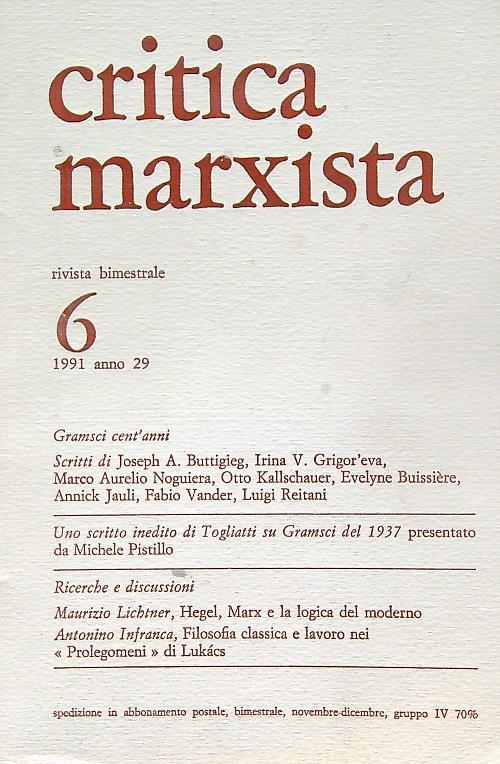 critica
marxista
rivista bimestrale
6
1991 anno 29
Gramsci cent'anni
Scritti di Joseph A. Buttigieg, Irina V. Grigor'eva,
Marco Aurelio Noguiera, Otto Kallschauer, Evelyne Buissière,
Annick Jauli, Fabio Vander, Luigi Reitani
Uno scritto inedito di Togliatti su Gramsci del 1937 presentato
da Michele Pistillo
Ricerche e discussioni
Maurizio Lichtner, Hegel, Marx e la logica del moderno
Antonino Infranca, Filosofia classica e lavoro nei
« Prolegomeni » di Lukács
spedizione in abbonamento postale, bimestrale, novembre-dicembre, gruppo IV 70%